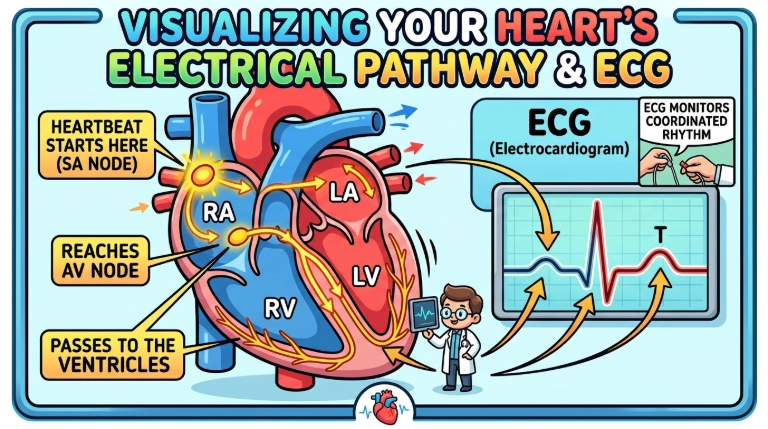 VISUALIZING YOUR HEART'S
ELECTRICAL PATHWAY & ECG
HEARTBEAT
STARTS HERE
(SA NODE)
REACHES
AV NODE
PASSES TO THE
VENTRICLES
RA
LA
RV
LV
ECG
(Electrocardiogram)
ECG MONITORS
COORDINATED
RHYTHM
T